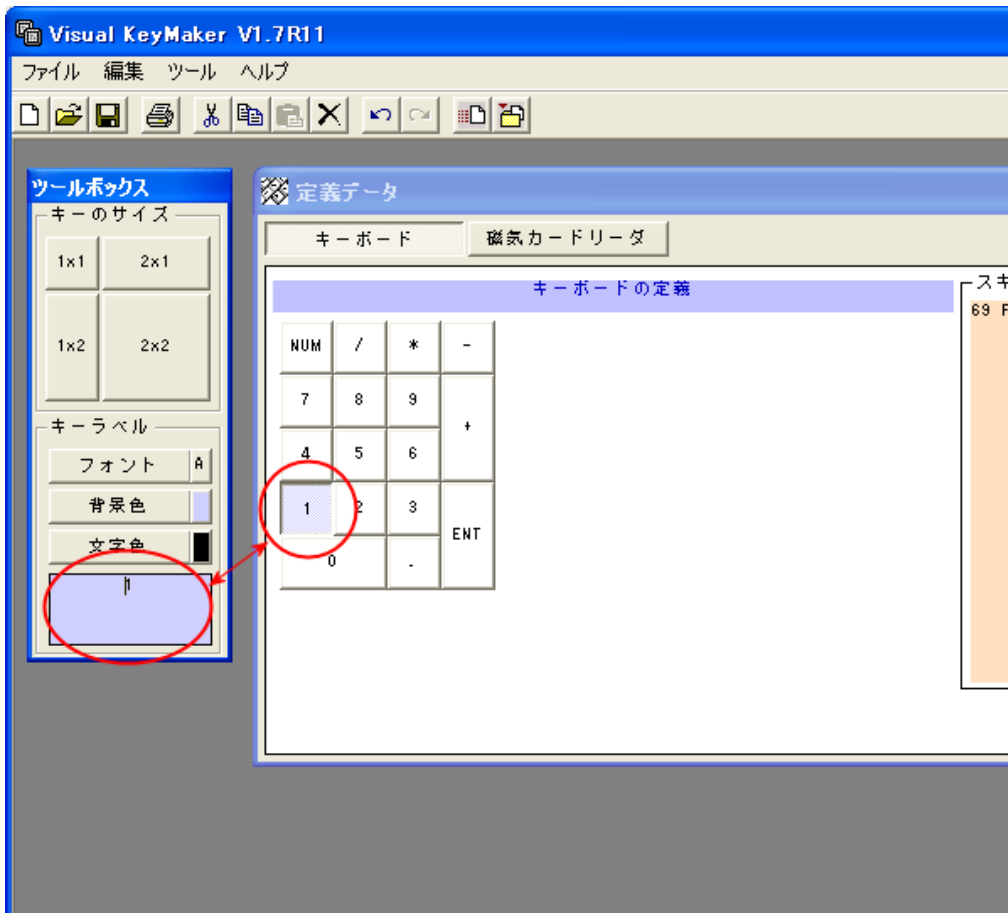 Visual KeyMaker V1.7R11
ファイル 編集 ツール ヘルプ
ツールボックス
キーのサイズ
1x1 2x1
1x2 2x2
キーラベル
フォント A
背景色
文字色
1
定義データ
キーボード 磁気カードリーダ
キーボードの定義
NUM / * -
7 8 9
+
4 5 6
1 2 3
ENT
0 .
スキ
69 F